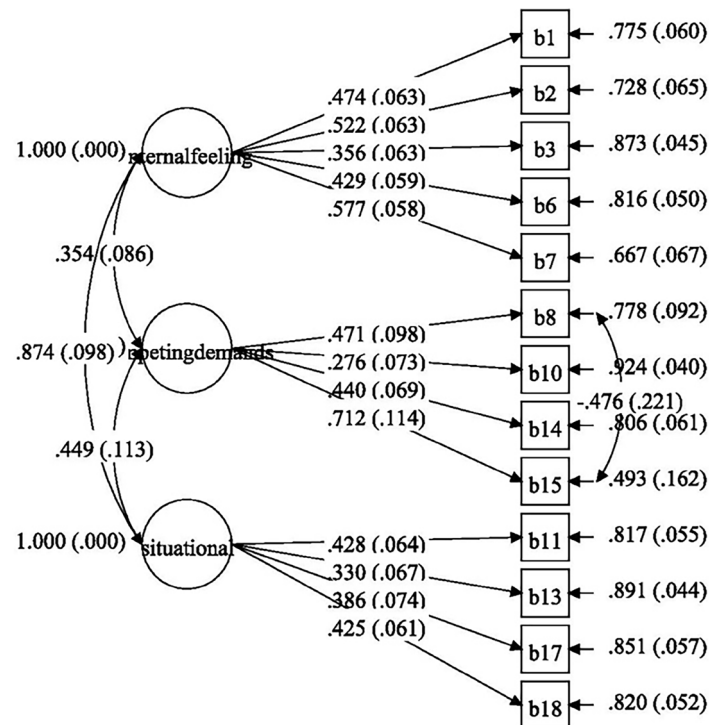 b1
.775 (.060)
.474 (.063)
b2
.728 (.065)
.522 (.063)
1.000 (.000)
b3
.873 (.045)
.356 (.063)
.429 (.059)
b6
.816 (.050)
.577 (.058)
b7
.667 (.067)
.354 (.086)
b8
.778 (.092)
.471 (.098)
.874 (.098)
petingdemands
.276 (.073)
b10
.924 (.040)
.440 (.069)
-.476 (.221)
.712 (.114)
b14
.806 (.061)
.449 (.113)
b15
.493 (.162)
1.000 (.000)
situational
.428 (.064)
b11
.817 (.055)
.330 (.067)
b13
.891 (.044)
.386 (.074)
.425 (.061)
b17
.851 (.057)
b18
.820 (.052)